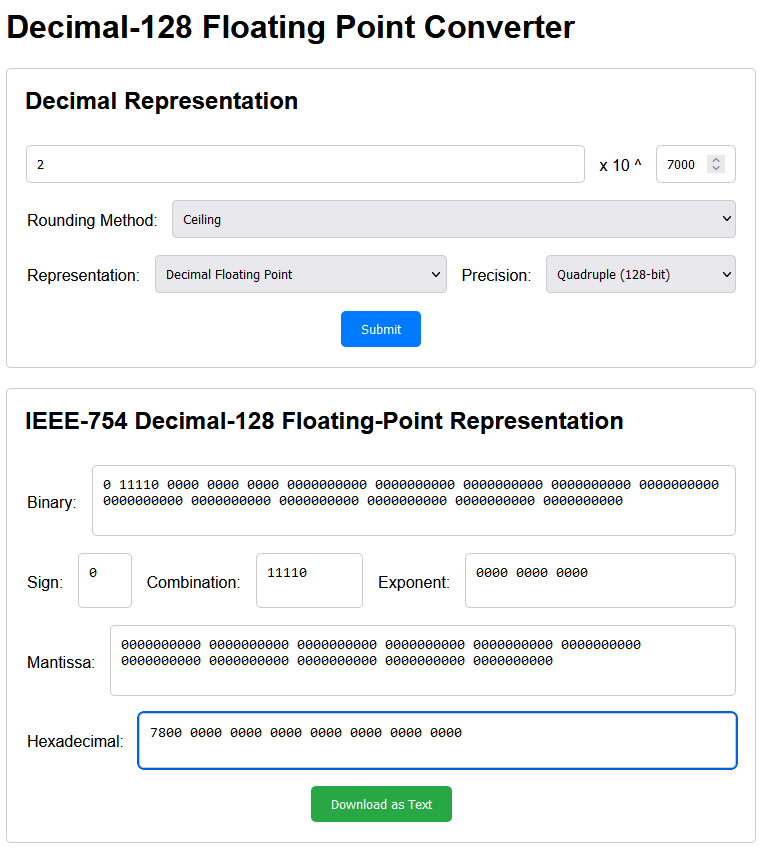 Decimal-128 Floating Point Converter
Decimal Representation
2 x 10 ^ 7000
Rounding Method: Ceiling
Representation: Decimal Floating Point Precision: Quadruple (128-bit)
Submit
IEEE-754 Decimal-128 Floating-Point Representation
Binary: 0 11110 0000 0000 0000 0000000000 0000000000 0000000000 0000000000 0000000000
0000000000 0000000000 0000000000 0000000000 0000000000 0000000000
Sign: 0 Combination: 11110 Exponent: 0000 0000 0000
Mantissa: 0000000000 0000000000 0000000000 0000000000 0000000000 0000000000
0000000000 0000000000 0000000000 0000000000 0000000000
Hexadecimal: 7800 0000 0000 0000 0000 0000 0000 0000
Download as Text